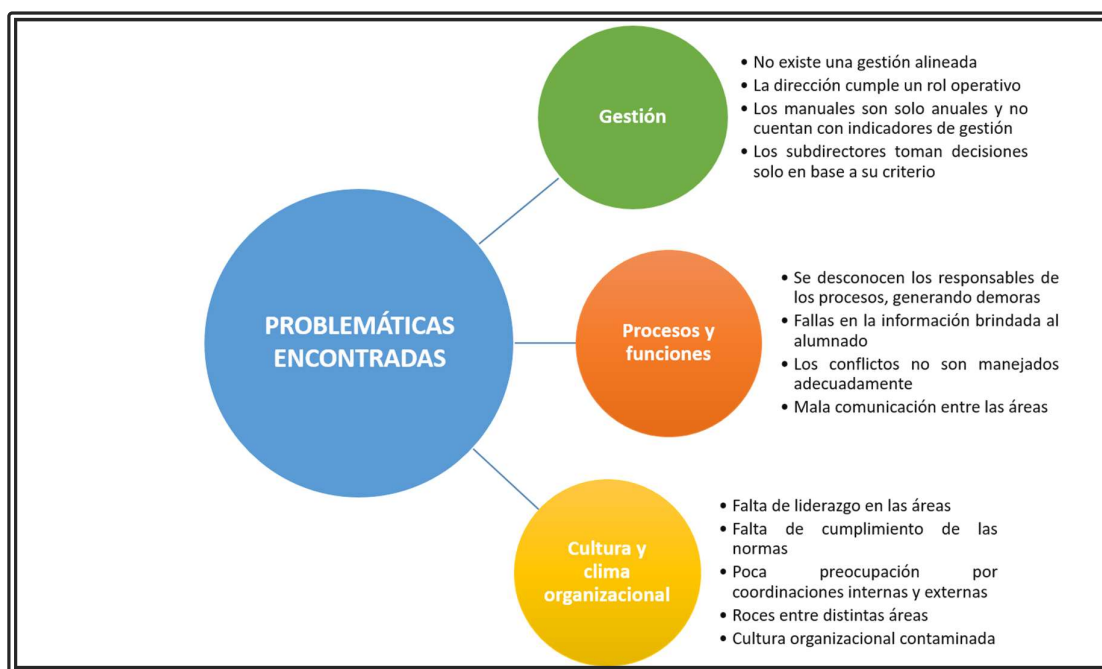 PROBLEMÁTICAS
ENCONTRADAS
Gestión
• No existe una gestión alineada
• La dirección cumple un rol operativo
• Los manuales son solo anuales y no
cuentan con indicadores de gestión
• Los subdirectores toman decisiones
solo en base a su criterio
Procesos y
funciones
• Se desconocen los responsables de
los procesos, generando demoras
• Fallas en la información brindada al
alumnado
• Los conflictos no son manejados
adecuadamente
• Mala comunicación entre las áreas
Cultura y
clima
organizacional
• Falta de liderazgo en las áreas
• Falta de cumplimiento de las
normas
• Poca preocupación por
coordinaciones internas y externas
• Roces entre distintas áreas
• Cultura organizacional contaminada